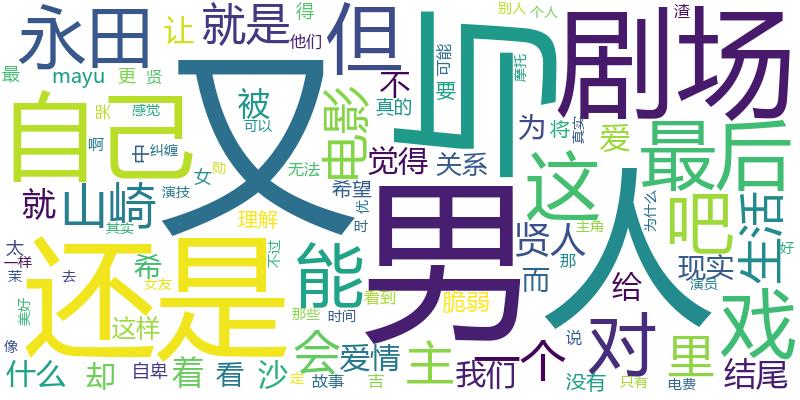 永田 让 就是 得 但 与 别人 个人 剧场 渣
他们
最 mayu 更 贤 又 被 不 可能 摩托
自己 哭 感觉 可以 电影 真的 要 为 将 真实 爱 最后
啊 中 纠缠 觉得 关系 这
就 山崎 女 勋 无法 希望 优 人 吧 生活
演技 时 贤人 主角 为什么
其实 理解 男 而 那 现实 好
太 还是 希 不过 能 给 演员
一样
茉 去 女友 看到 脆弱 对 戏
美好 这样 那些 时间 会 主 一个 说 里
像 爱情 我们
什么 却 自卑 着 看 沙 定 故事 吉 没有 只有 电费 结尾